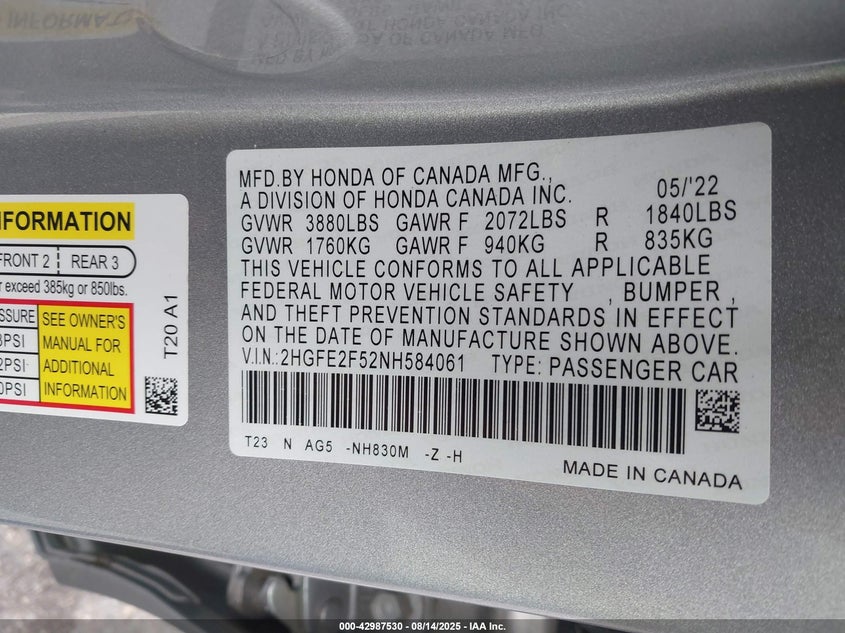 MFD.BY HONDA OF CANADA MFG.,
A DIVISION OF HONDA CANADA INC. 05/'22
GVWR 3880LBS GAWR F 2072LBS R 1840LBS
GVWR 1760KG GAWR F 940KG R 835KG
THIS VEHICLE CONFORMS TO ALL APPLICABLE
FEDERAL MOTOR VEHICLE SAFETY , BUMPER ,
AND THEFT PREVENTION STANDARDS IN EFFECT
ON THE DATE OF MANUFACTURE SHOWN ABOVE.
V.I.N.:2HGFE2F52NH584061 TYPE: PASSENGER CAR
T23 N AG5 -NH830M -Z -H
MADE IN CANADA
INFORMATION
FRONT 2 REAR 3
exceed 385kg or 850lbs.
SEE OWNER'S
MANUAL FOR
ADDITIONAL
INFORMATION
T20 A1
000-42987530 - 08/14/2025 - IAA Inc.